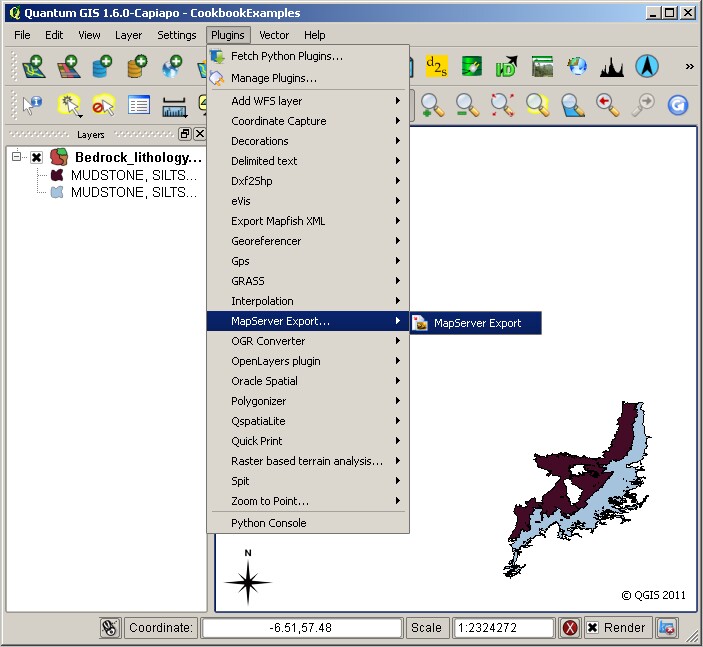 Quantum GIS 1.6.0-Capiapo - CookbookExamples
File Edit View Layer Settings Plugins Vector Help
Fetch Python Plugins...
Manage Plugins...
Add WFS layer
Coordinate Capture
Decorations
Delimited text
Dxf2Shp
eVis
Export Mapfish XML
Georeferencer
Gps
GRASS
Interpolation
MapServer Export...
MapServer Export
OGR Converter
OpenLayers plugin
Oracle Spatial
Polygonizer
QspatiaLite
Quick Print
Raster based terrain analysis...
Spit
Zoom to Point...
Python Console
d2s
»
Layers
Bedrock_lithology...
MUDSTONE, SILTS...
MUDSTONE, SILTS...
N
© QGIS 2011
Coordinate: -6.51,57.48 Scale 1:2324272 Render